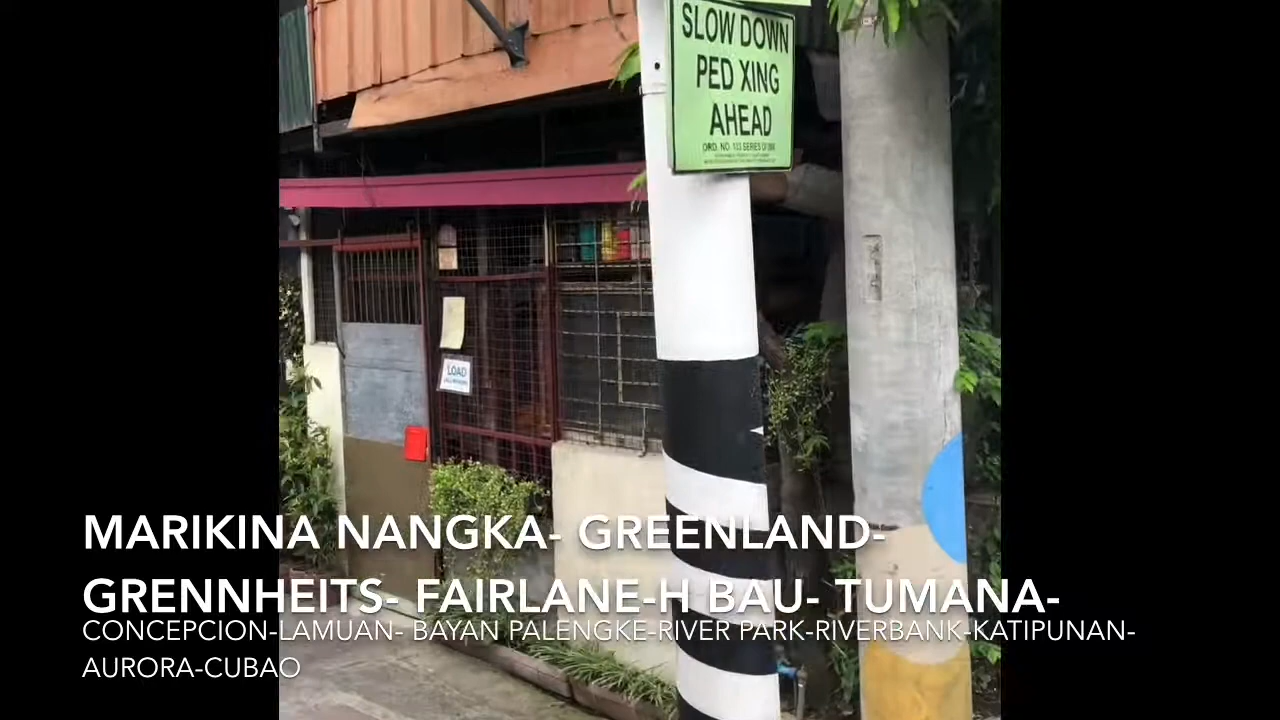 SLOW DOWN
PED XING
AHEAD
LOAD
MARIKINA NANGKA- GREENLAND-
GRENNHEITS- FAIRLANE-H BAU- TUMANA-
CONCEPCION-LAMUAN- BAYAN PALENGKE-RIVER PARK-RIVERBANK-KATIPUNAN-
AURORA-CUBAO